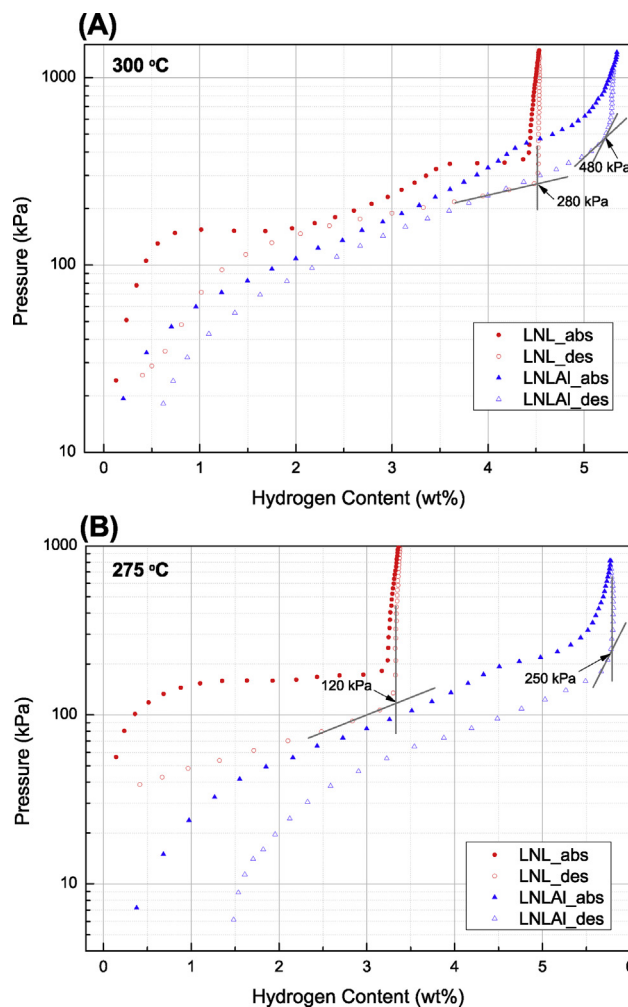 (A)
300 °C
1000
100
10
Pressure (kPa)
480 kPa
280 kPa
LNL_abs
LNL_des
LNLAl_abs
LNLAl_des
0 1 2 3 4 5
Hydrogen Content (wt%)
(B)
275 °C
1000
100
10
Pressure (kPa)
120 kPa
250 kPa
LNL_abs
LNL_des
LNLAl_abs
LNLAl_des
0 1 2 3 4 5 6
Hydrogen Content (wt%)